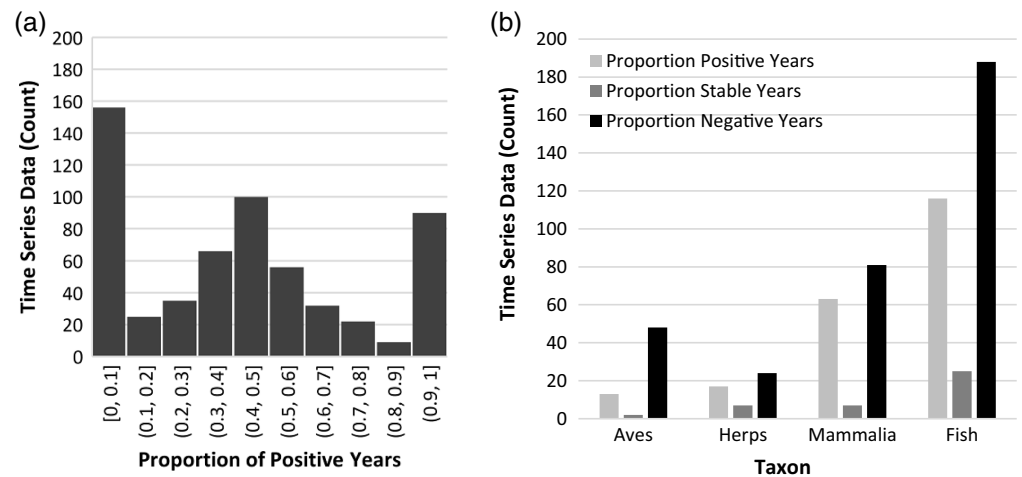 (a)
200
180
160
140
120
100
80
60
40
20
0
Time Series Data (Count)
[0, 0.1]
(0.1, 0.2]
(0.2, 0.3]
(0.3, 0.4]
(0.4, 0.5]
(0.5, 0.6]
(0.6, 0.7]
(0.7, 0.8]
(0.8, 0.9]
(0.9, 1]
Proportion of Positive Years
(b)
200
180
160
140
120
100
80
60
40
20
0
Time Series Data (Count)
Proportion Positive Years
Proportion Stable Years
Proportion Negative Years
Aves
Herps
Mammalia
Fish
Taxon